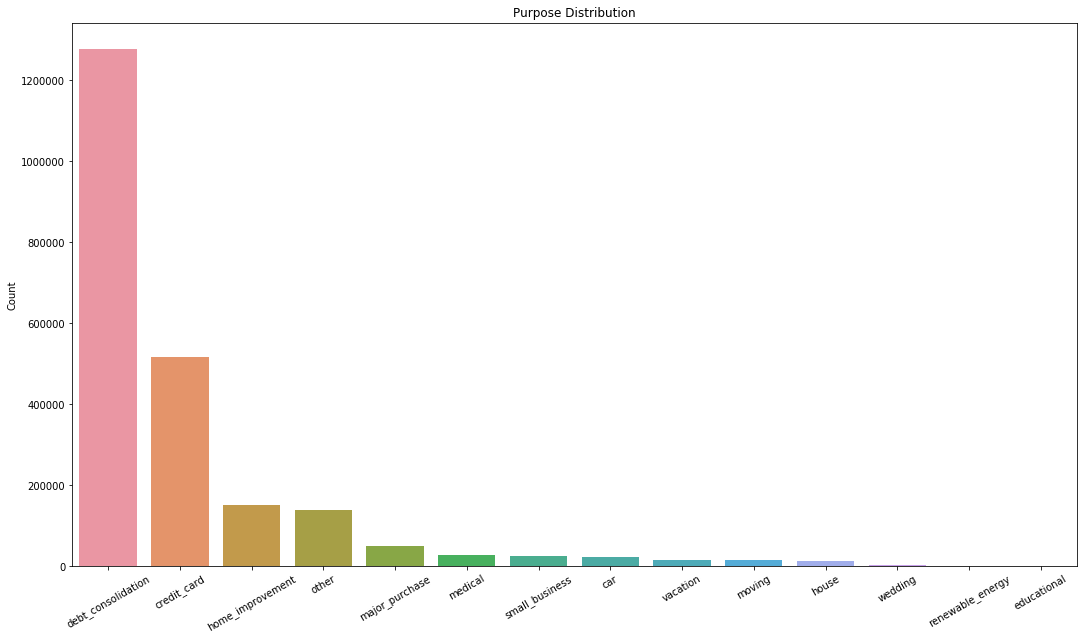 Purpose Distribution
1200000
1000000
800000
600000
400000
200000
0
Count
debt_consolidation
credit_card
home_improvement
other
major_purchase
medical
small_business
car
vacation
moving
house
wedding
renewable_energy
educational